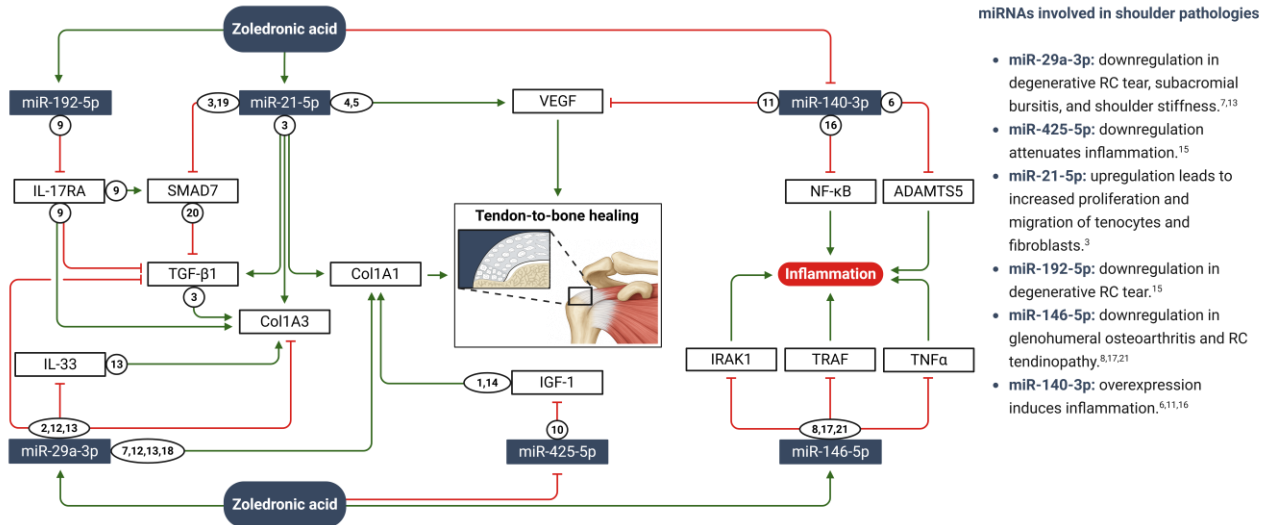 Zoledronic acid
miR-192-5p
3,19
miR-21-5p
4,5
VEGF
11
miR-140-3p
6
9
3
16
IL-17RA
9
SMAD7
NF-κB
ADAMTS5
9
20
Tendon-to-bone healing
TGF-β1
Col1A1
Inflammation
3
Col1A3
IL-33
13
IRAK1
TRAF
TNFα
1,14
IGF-1
2,12,13
10
8,17,21
miR-29a-3p
7,12,13,18
miR-425-5p
miR-146-5p
Zoledronic acid
miRNAs involved in shoulder pathologies
• miR-29a-3p: downregulation in
degenerative RC tear, subacromial
bursitis, and shoulder stiffness.7,13
• miR-425-5p: downregulation
attenuates inflammation.15
• miR-21-5p: upregulation leads to
increased proliferation and
migration of tenocytes and
fibroblasts.3
• miR-192-5p: downregulation in
degenerative RC tear.15
• miR-146-5p: downregulation in
glenohumeral osteoarthritis and RC
tendinopathy.8,17,21
• miR-140-3p: overexpression
induces inflammation.6,11,16